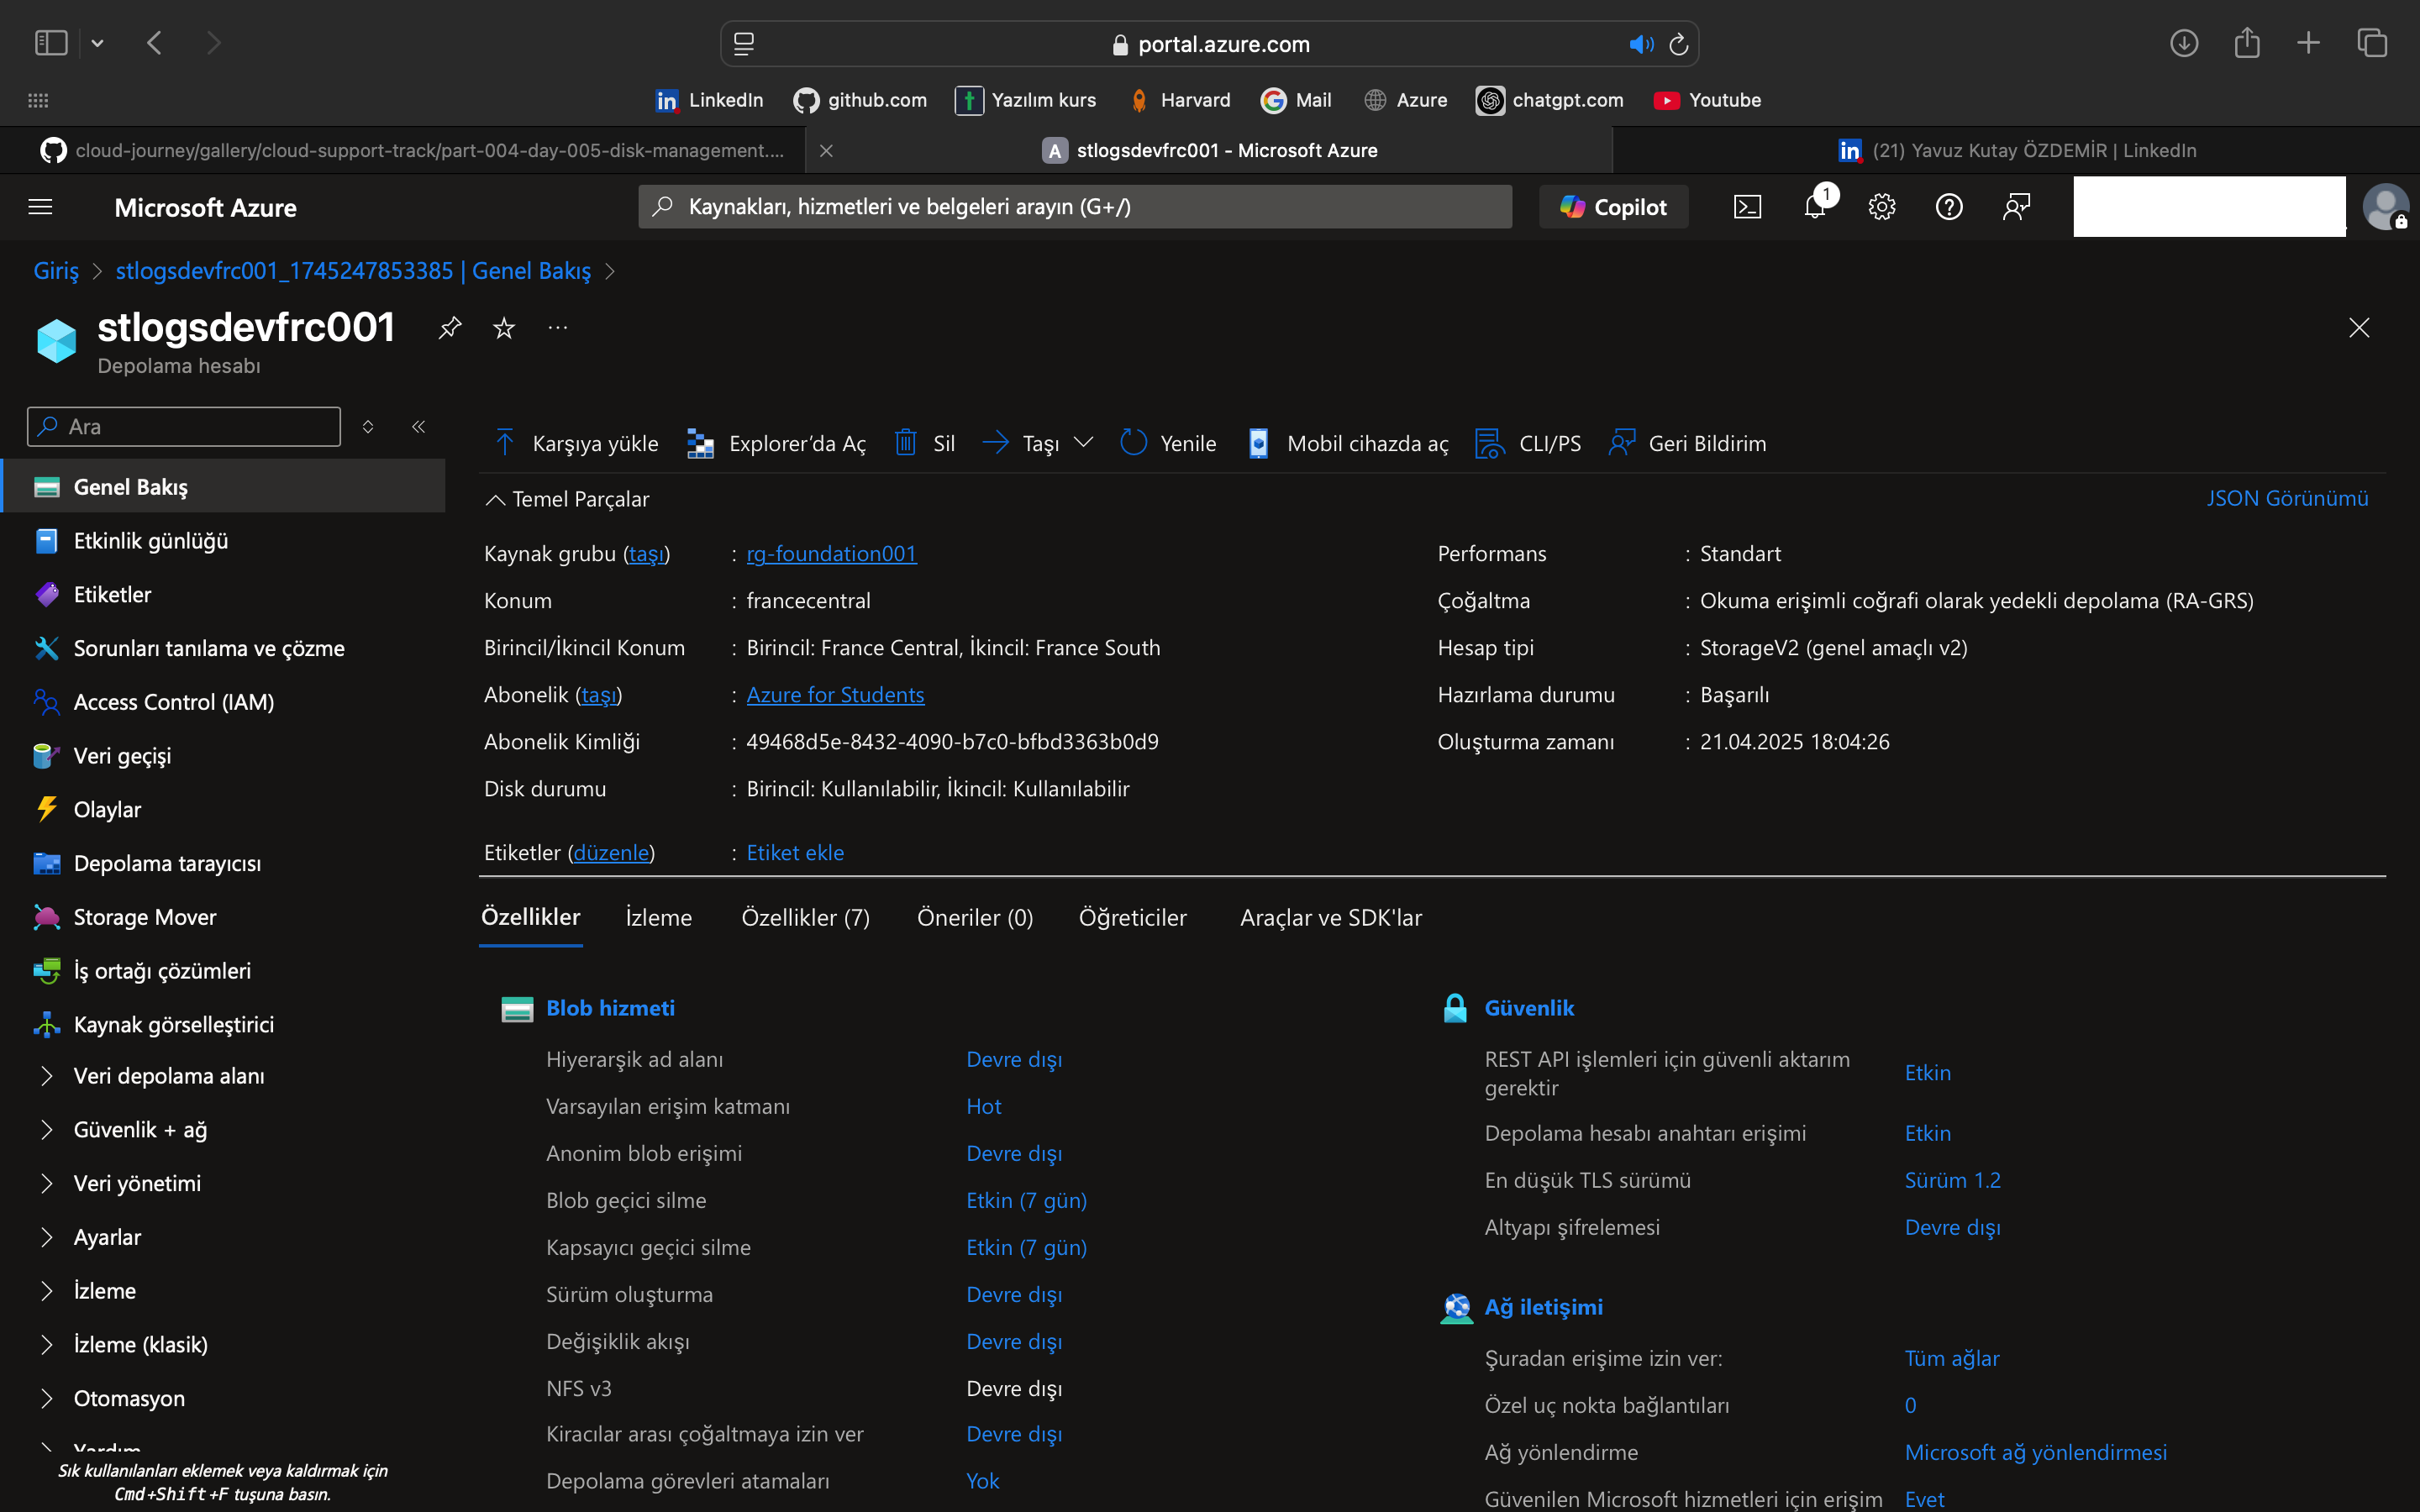 portal.azure.com
LinkedIn github.com Yazılım kurs Harvard Mail Azure chatgpt.com Youtube
cloud-journey/gallery/cloud-support-track/part-004-day-005-disk-management.... stlogsdevfrc001 - Microsoft Azure (21) Yavuz Kutay ÖZDEMİR | LinkedIn
Microsoft Azure Kaynakları, hizmetleri ve belgeleri arayın (G+/) Copilot 1
Giriş > stlogsdevfrc001_1745247853385 | Genel Bakış >
stlogsdevfrc001
Depolama hesabı
Ara
Genel Bakış
Etkinlik günlüğü
Etiketler
Sorunları tanılama ve çözme
Access Control (IAM)
Veri geçişi
Olaylar
Depolama tarayıcısı
Storage Mover
İş ortağı çözümleri
Kaynak görselleştirici
Veri depolama alanı
Güvenlik + ağ
Veri yönetimi
Ayarlar
İzleme
İzleme (klasik)
Otomasyon
Yardım
Sık kullanılanları eklemek veya kaldırmak için
Cmd+Shift+F tuşuna basın.
Karşıya yükle Explorer’da Aç Sil Taşı Yenile Mobil cihazda aç CLI/PS Geri Bildirim
Temel Parçalar JSON Görünümü
Kaynak grubu (taşı) : rg-foundation001
Konum : francecentral
Birincil/İkincil Konum : Birincil: France Central, İkincil: France South
Abonelik (taşı) : Azure for Students
Abonelik Kimliği : 49468d5e-8432-4090-b7c0-bfbd3363b0d9
Disk durumu : Birincil: Kullanılabilir, İkincil: Kullanılabilir
Etiketler (düzenle) : Etiket ekle
Performans : Standart
Çoğaltma : Okuma erişimli coğrafi olarak yedekli depolama (RA-GRS)
Hesap tipi : StorageV2 (genel amaçlı v2)
Hazırlama durumu : Başarılı
Oluşturma zamanı : 21.04.2025 18:04:26
Özellikler İzleme Özellikler (7) Öneriler (0) Öğreticiler Araçlar ve SDK'lar
Blob hizmeti
Hiyerarşik ad alanı Devre dışı
Varsayılan erişim katmanı Hot
Anonim blob erişimi Devre dışı
Blob geçici silme Etkin (7 gün)
Kapsayıcı geçici silme Etkin (7 gün)
Sürüm oluşturma Devre dışı
Değişiklik akışı Devre dışı
NFS v3 Devre dışı
Kiracılar arası çoğaltmaya izin ver Devre dışı
Depolama görevleri atamaları Yok
Güvenlik
REST API işlemleri için güvenli aktarım
gerektir Etkin
Depolama hesabı anahtarı erişimi Etkin
En düşük TLS sürümü Sürüm 1.2
Altyapı şifrelemesi Devre dışı
Ağ iletişimi
Şuradan erişime izin ver: Tüm ağlar
Özel uç nokta bağlantıları 0
Ağ yönlendirme Microsoft ağ yönlendirmesi
Güvenilen Microsoft hizmetleri için erişim Evet